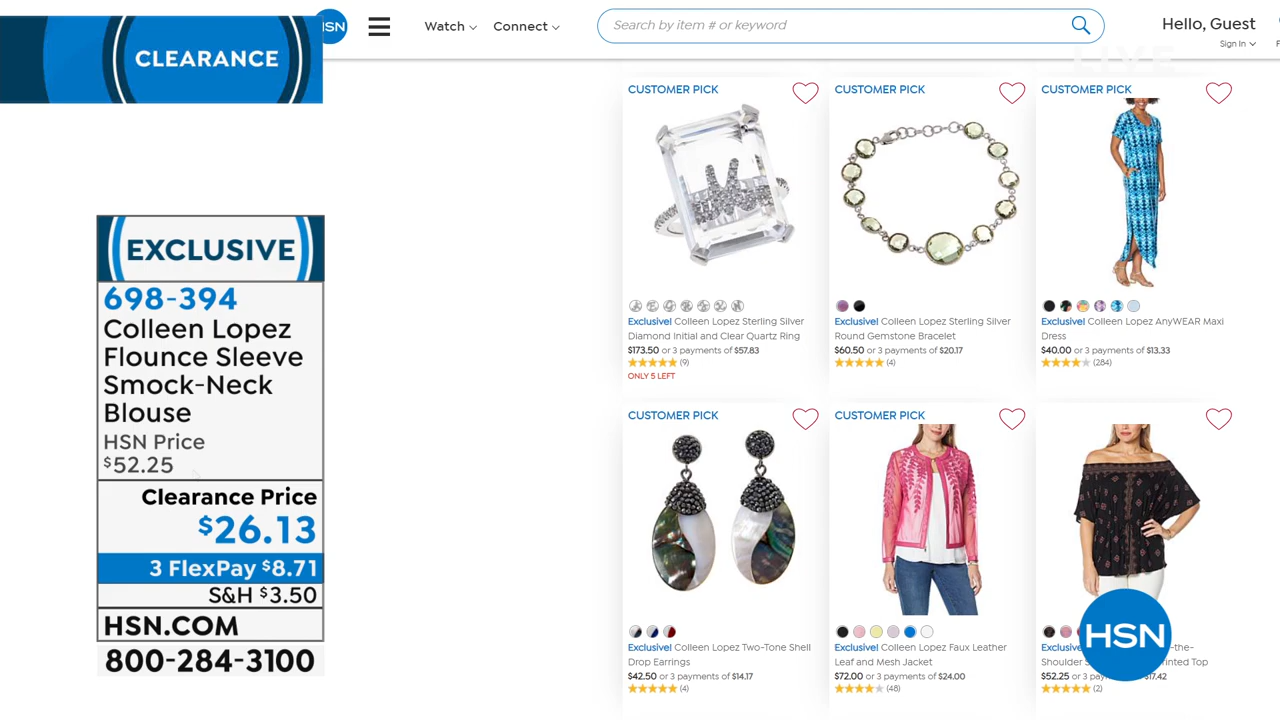 CLEARANCE
HSN
Watch
Connect
Search by item # or keyword
Hello, Guest
Sign In
LIVE
EXCLUSIVE
698-394
Colleen Lopez
Flounce Sleeve
Smock-Neck
Blouse
HSN Price
$52.25
Clearance Price
$26.13
3 FlexPay $8.71
S&H $3.50
HSN.COM
800-284-3100
CUSTOMER PICK
Exclusive! Colleen Lopez Sterling Silver
Diamond Initial and Clear Quartz Ring
$173.50 or 3 payments of $57.83
(9)
ONLY 5 LEFT
CUSTOMER PICK
Exclusive! Colleen Lopez Sterling Silver
Round Gemstone Bracelet
$60.50 or 3 payments of $20.17
(4)
CUSTOMER PICK
Exclusive! Colleen Lopez AnyWEAR Maxi
Dress
$40.00 or 3 payments of $13.33
(284)
CUSTOMER PICK
Exclusive! Colleen Lopez Two-Tone Shell
Drop Earrings
$42.50 or 3 payments of $14.17
(4)
CUSTOMER PICK
Exclusive! Colleen Lopez Faux Leather
Leaf and Mesh Jacket
$72.00 or 3 payments of $24.00
(48)
-the-
Shoulder
$52.25 or 3
(2)
HSN